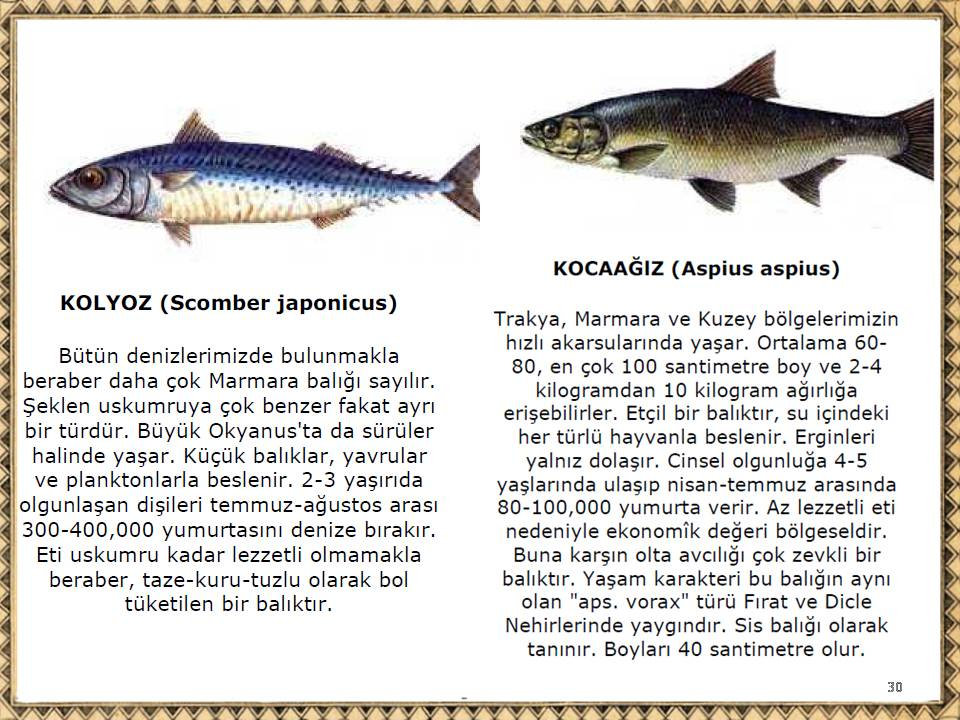 KOLYOZ (Scomber japonicus)
Bütün denizlerimizde bulunmakla
beraber daha çok Marmara balığı sayılır.
Şeklen uskumruya çok benzer fakat ayrı
bir türdür. Büyük Okyanus'ta da sürüler
halinde yaşar. Küçük balıklar, yavrular
ve planktonlarla beslenir. 2-3 yaşırıda
olgunlaşan dişileri temmuz-ağustos arası
300-400,000 yumurtasını denize bırakır.
Eti uskumru kadar lezzetli olmamakla
beraber, taze-kuru-tuzlu olarak bol
tüketilen bir balıktır.
KOCAAĞIZ (Aspius aspius)
Trakya, Marmara ve Kuzey bölgelerimizin
hızlı akarsularında yaşar. Ortalama 60-
80, en çok 100 santimetre boy ve 2-4
kilogramdan 10 kilogram ağırlığa
erişebilirler. Etçil bir balıktır, su içindeki
her türlü hayvanla beslenir. Erginleri
yalnız dolaşır. Cinsel olgunluğa 4-5
yaşlarında ulaşıp nisan-temmuz arasında
80-100,000 yumurta verir. Az lezzetli eti
nedeniyle ekonomîk değeri bölgeseldir.
Buna karşın olta avcılığı çok zevkli bir
balıktır. Yaşam karakteri bu balığın aynı
olan "aps. vorax" türü Fırat ve Dicle
Nehirlerinde yaygındır. Sis balığı olarak
tanınır. Boyları 40 santimetre olur.
30